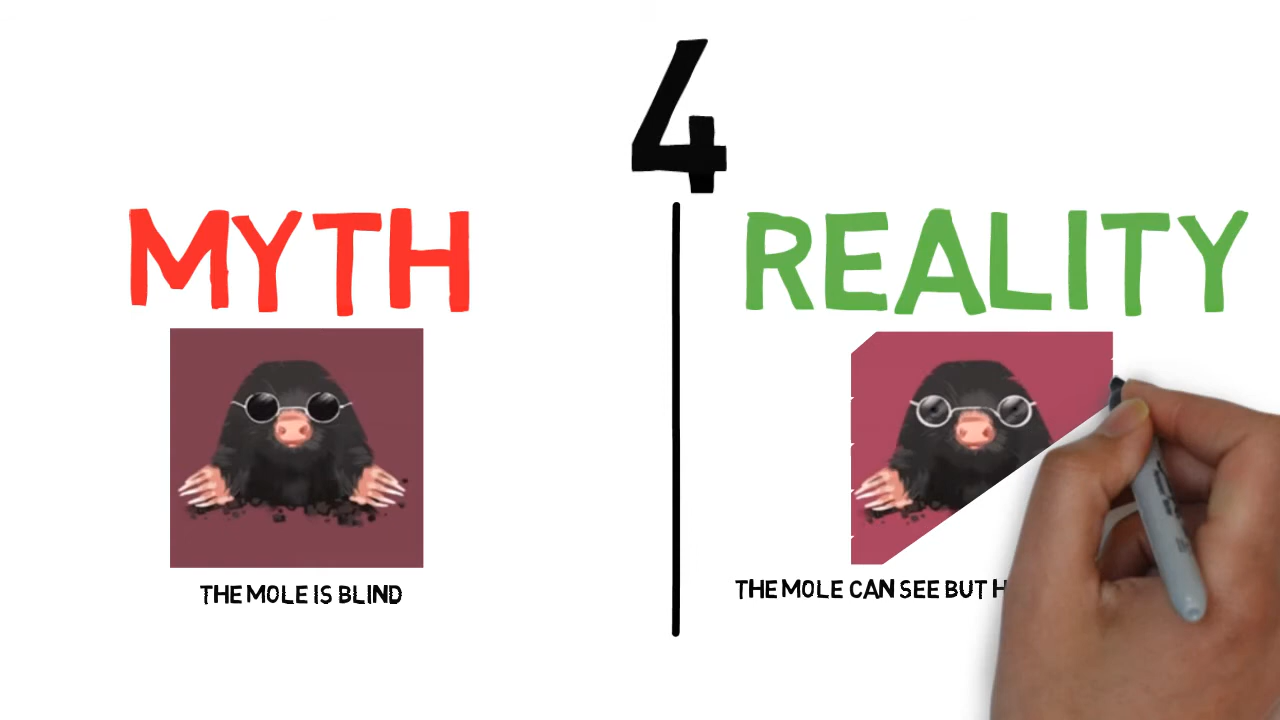 4
MYTH
REALITY
THE MOLE IS BLIND
THE MOLE CAN SEE BUT